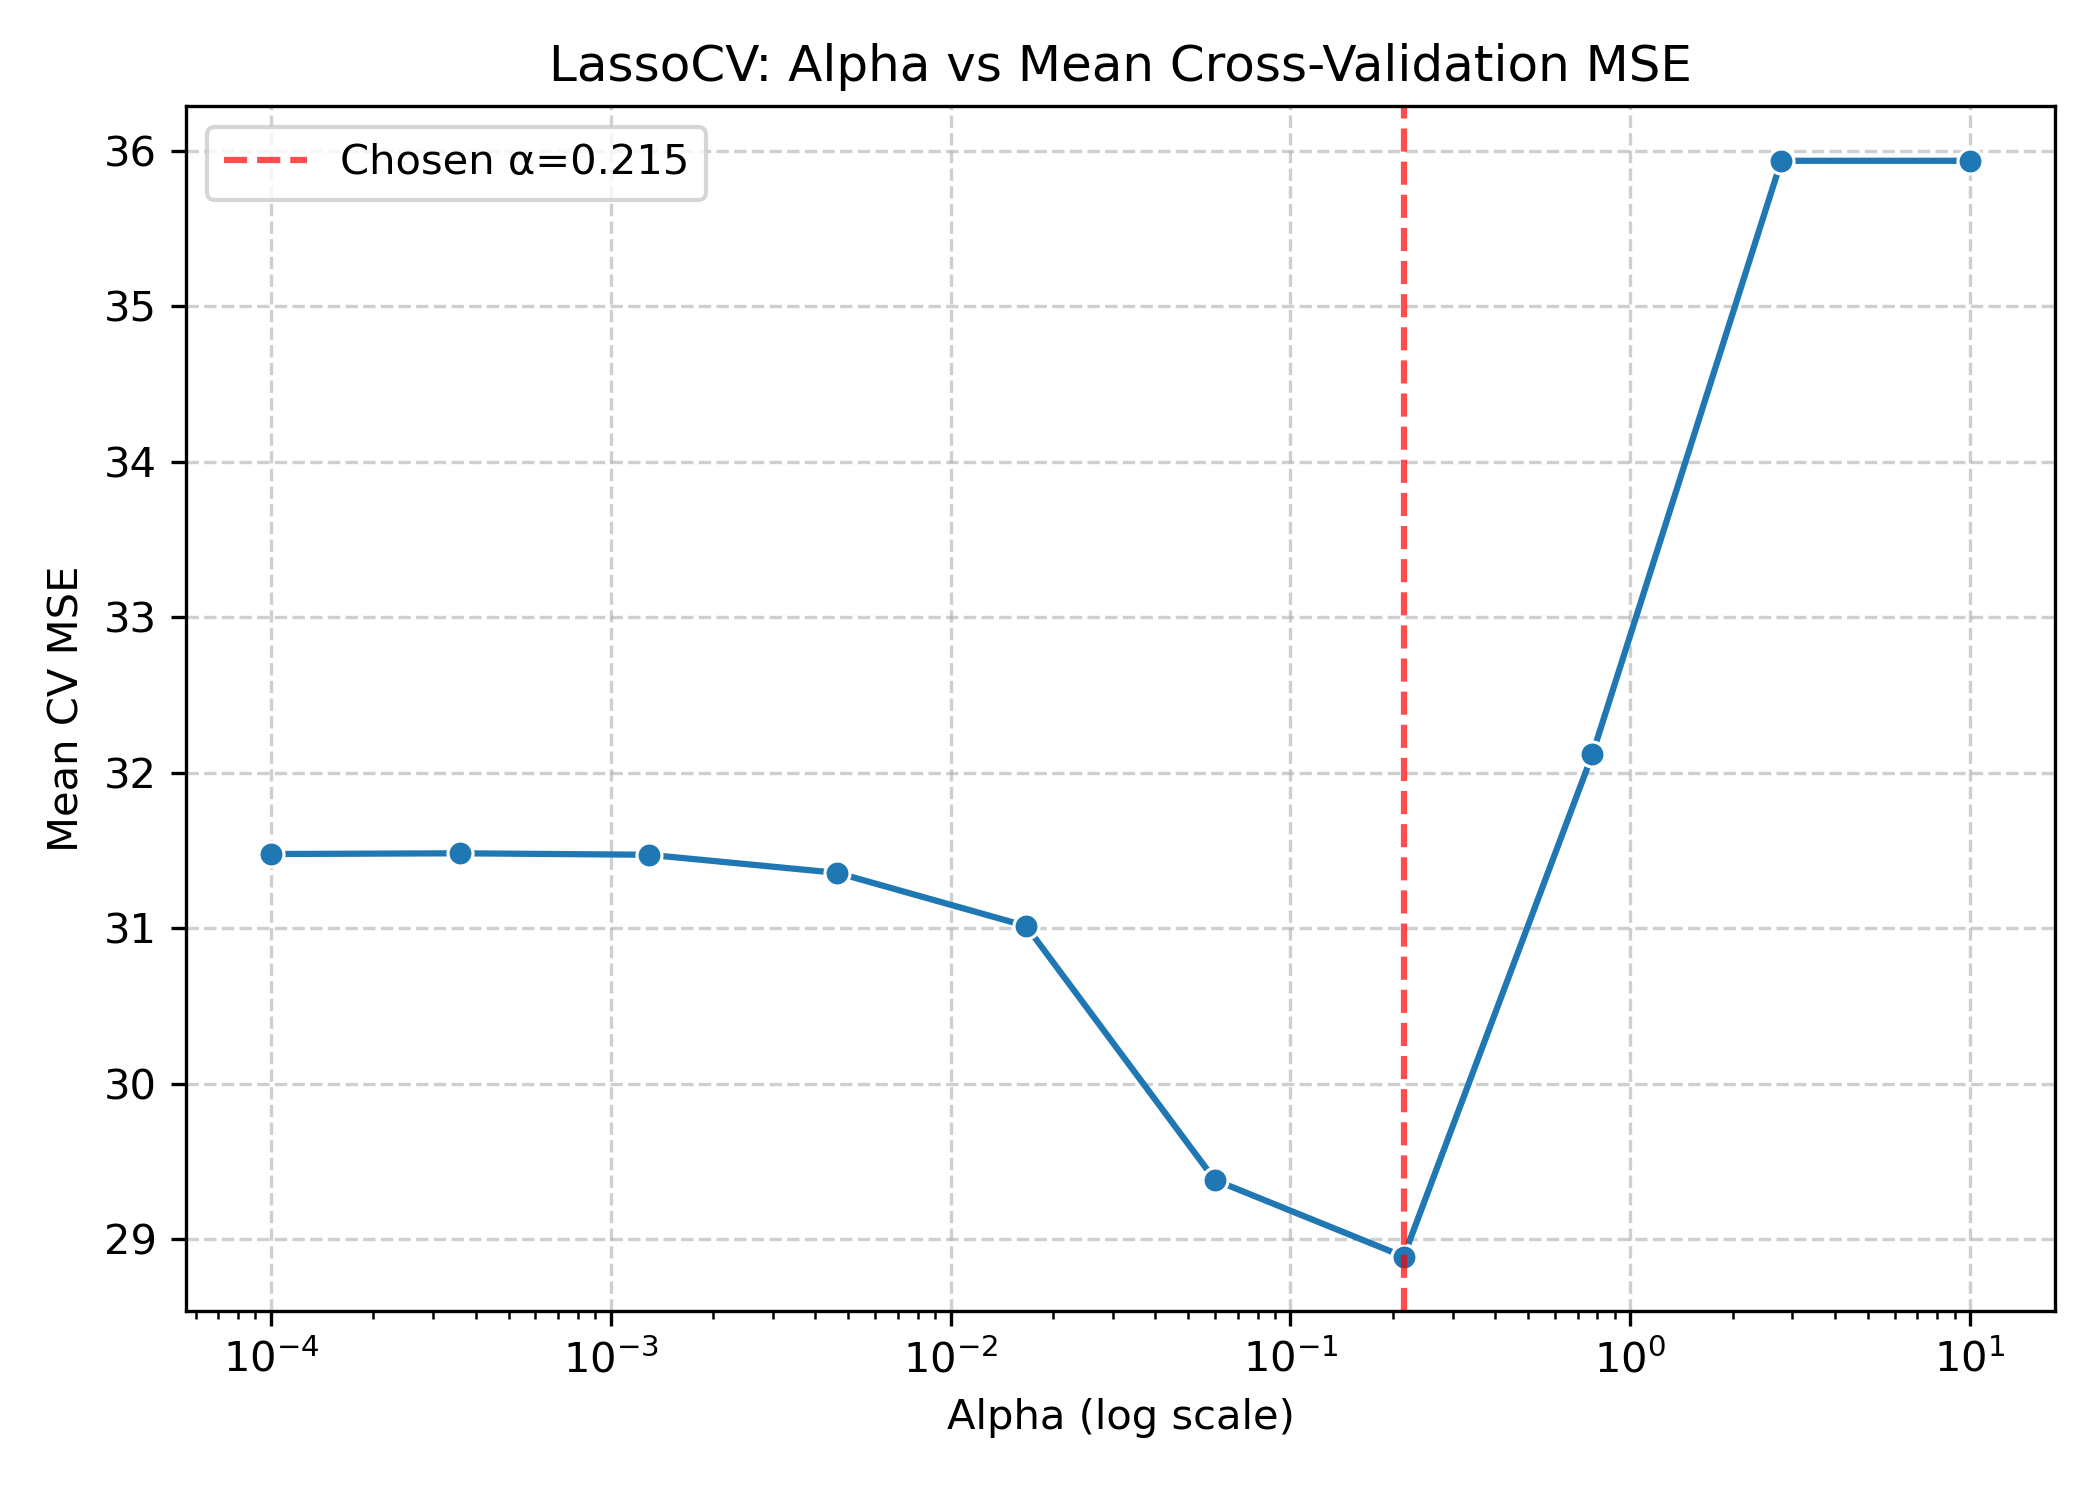 LassoCV: Alpha vs Mean Cross-Validation MSE
Chosen α=0.215
Mean CV MSE
36
35
34
33
32
31
30
29
10⁻⁴ 10⁻³ 10⁻² 10⁻¹ 10⁰ 10¹
Alpha (log scale)